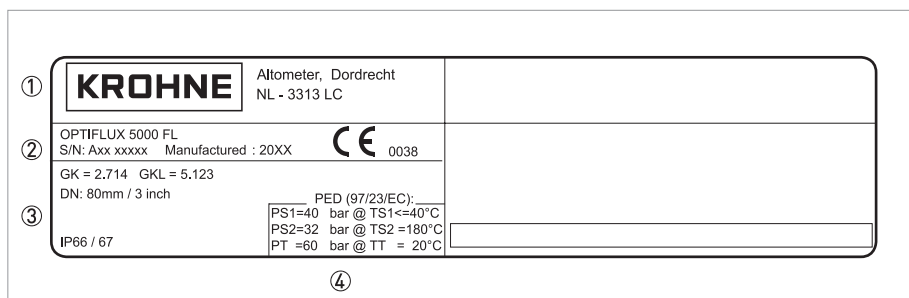 ① KROHNE Altometer, Dordrecht
NL - 3313 LC
② OPTIFLUX 5000 FL
S/N: Axx xxxxx Manufactured : 20XX CE 0038
③ GK = 2.714 GKL = 5.123
DN: 80mm / 3 inch
PED (97/23/EC):
PS1=40 bar @ TS1<=40°C
PS2=32 bar @ TS2 =180°C
IP66 / 67 PT =60 bar @ TT = 20°C
④